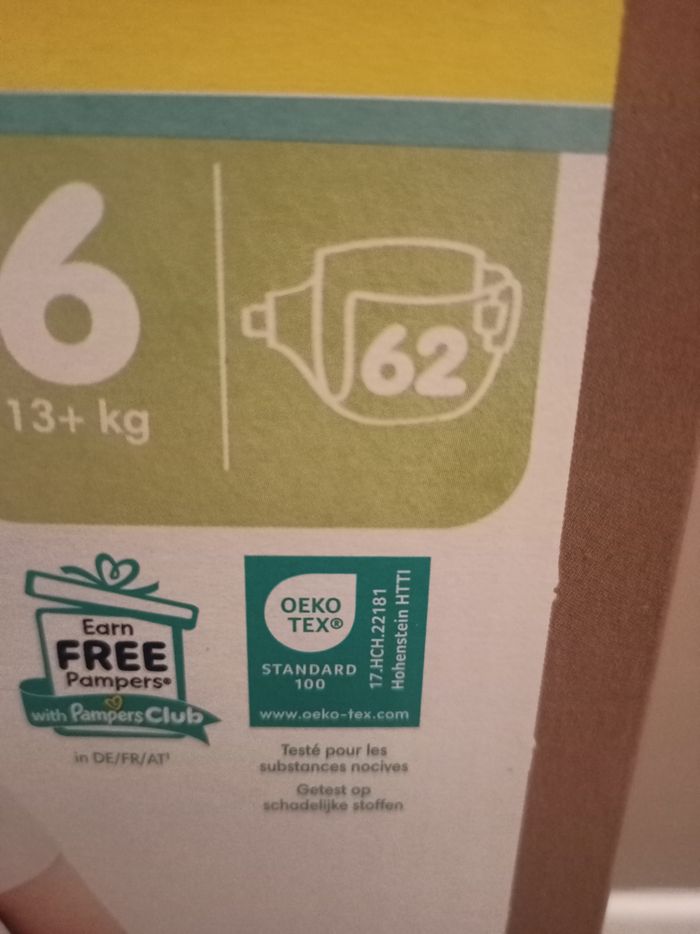 6
13+ kg
62
Earn
FREE
Pampers®
with Pampers Club
in DE/FR/AT¹
OEKO
TEX®
STANDARD
100
17.HCH.22181
Hohenstein HTTI
www.oeko-tex.com
Testé pour les
substances nocives
Getest op
schadelijke stoffen